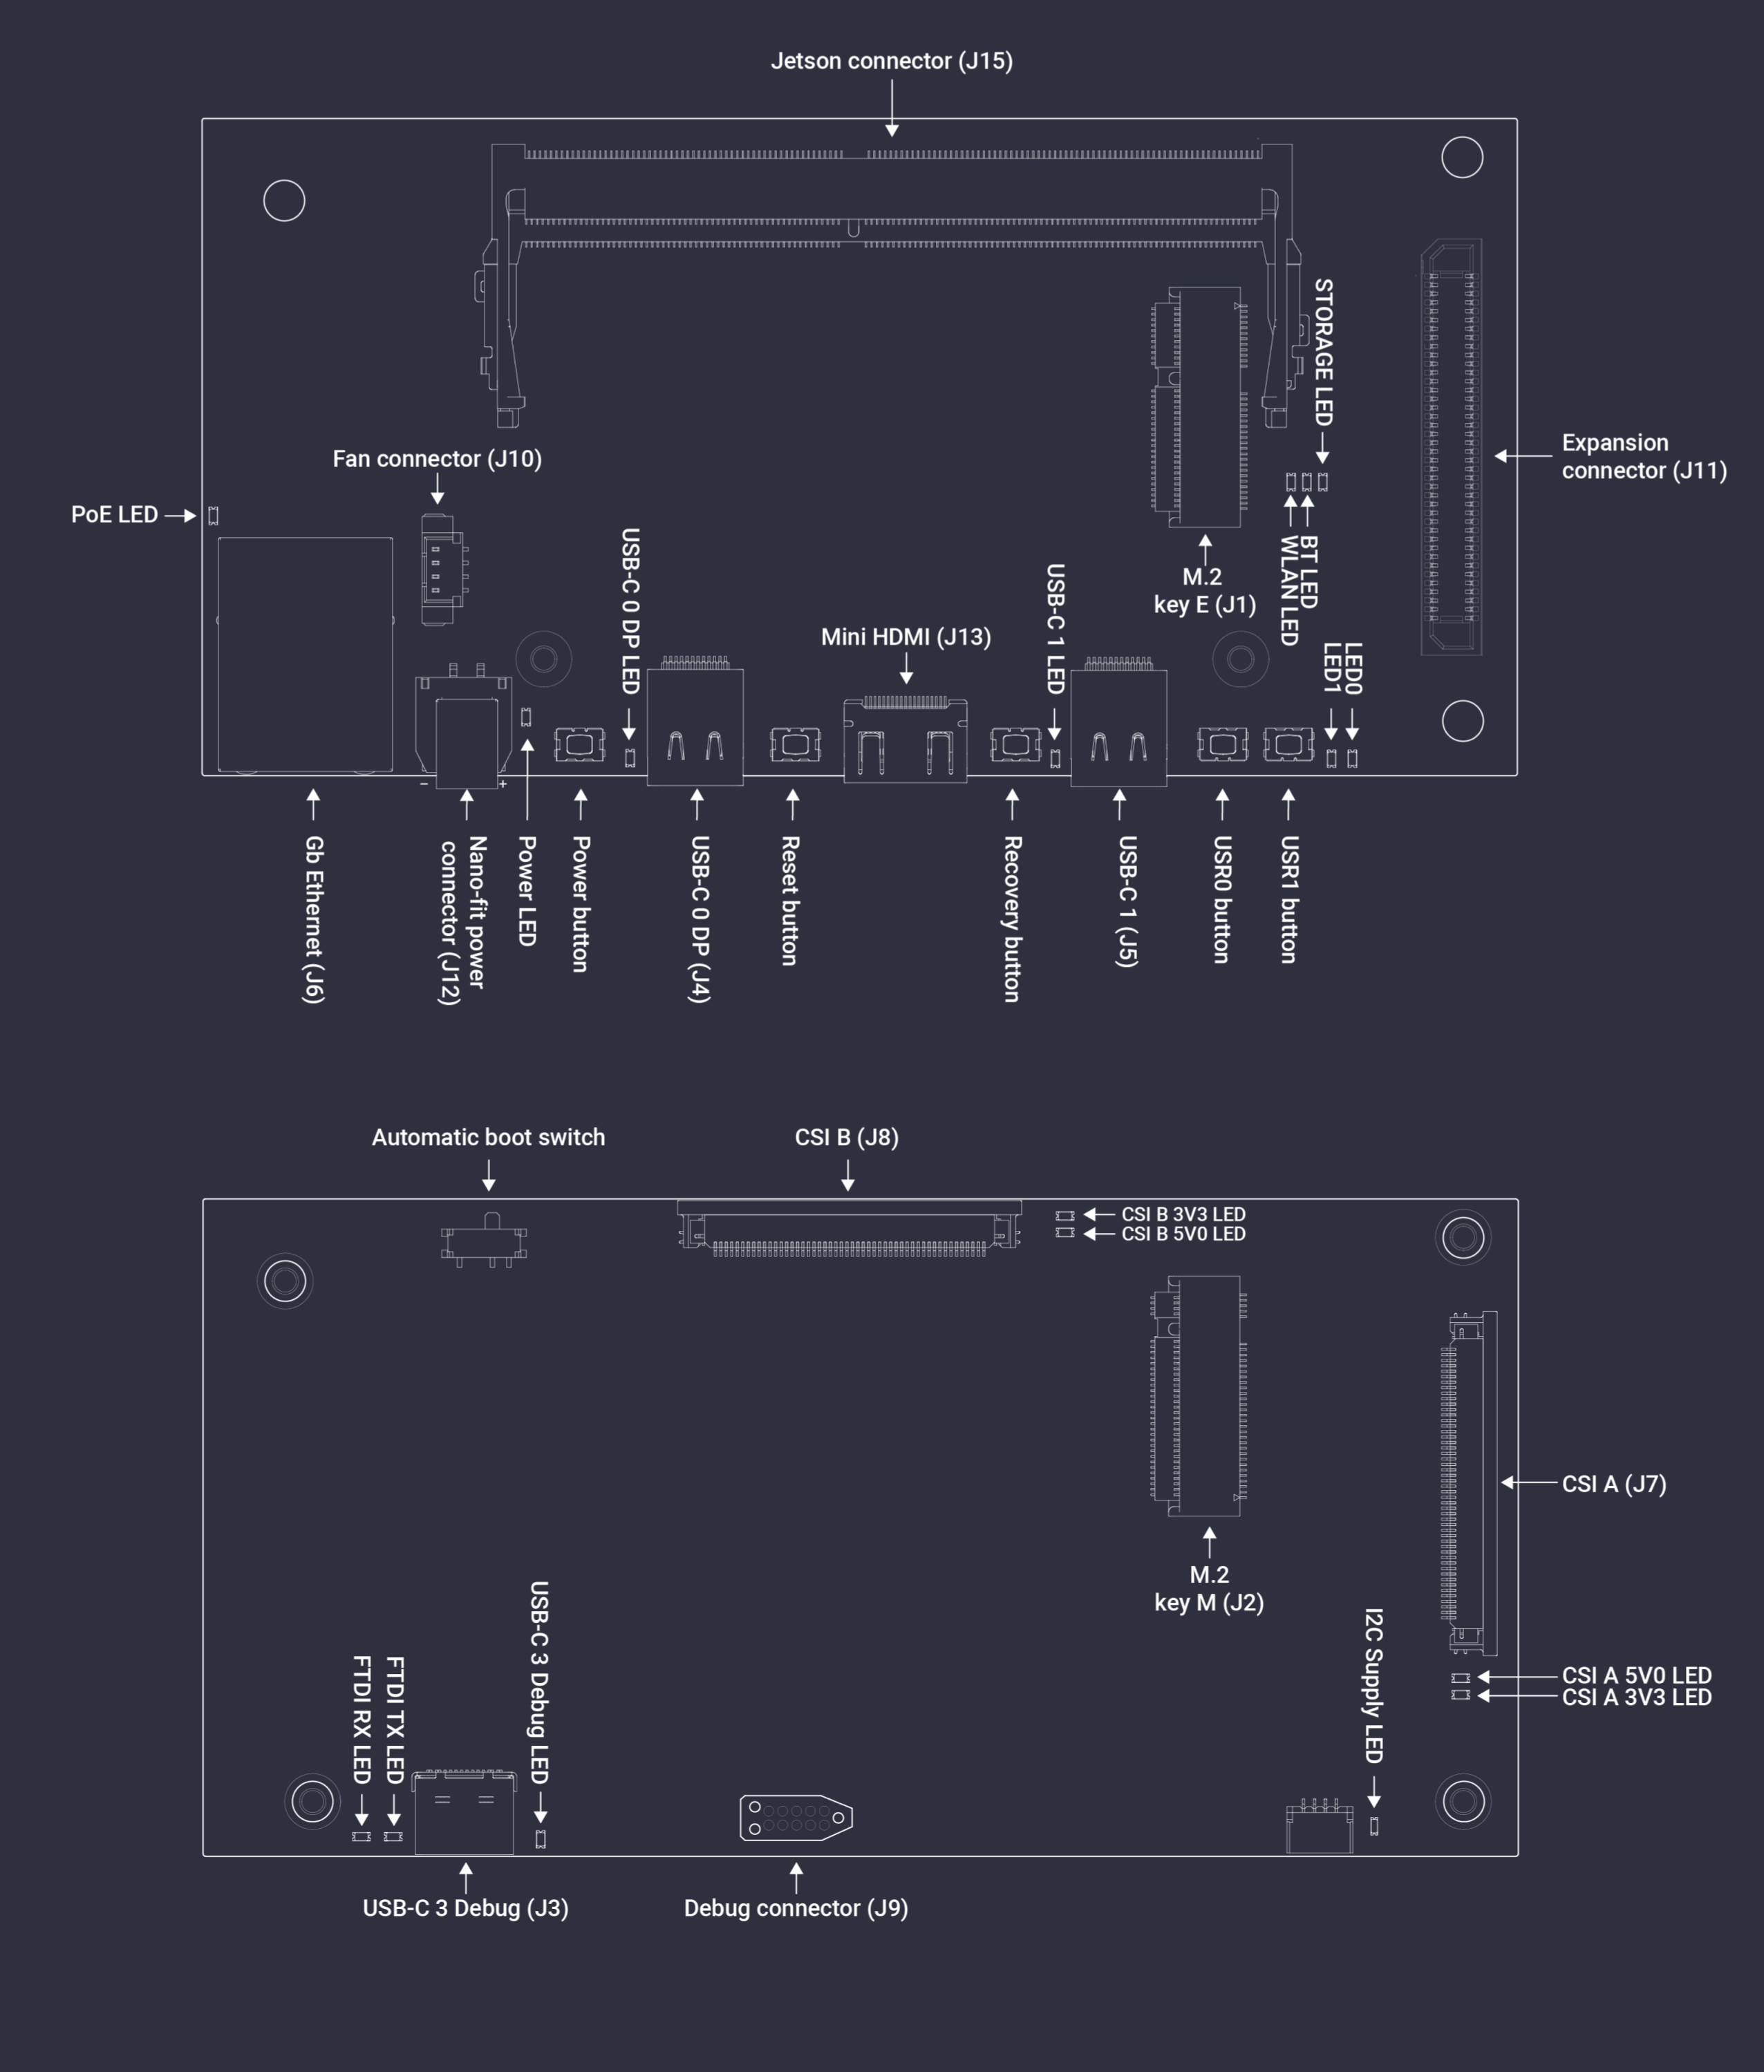 Jetson connector (J15)
STORAGE LED
Expansion
connector (J11)
Fan connector (J10)
PoE LED
USB-C 0 DP LED
USB-C 1 LED
M.2
key E (J1)
BT LED
WLAN LED
Mini HDMI (J13)
LED0
LED1
-
+
Gb Ethernet (J6)
Nano-fit power
connector (J12)
Power LED
Power button
USB-C 0 DP (J4)
Reset button
Recovery button
USB-C 1 (J5)
USR0 button
USR1 button
Automatic boot switch
CSI B (J8)
CSI B 3V3 LED
CSI B 5V0 LED
CSI A (J7)
M.2
key M (J2)
USB-C 3 Debug LED
I2C Supply LED
FTDI RX LED
FTDI TX LED
CSI A 5V0 LED
CSI A 3V3 LED
USB-C 3 Debug (J3)
Debug connector (J9)